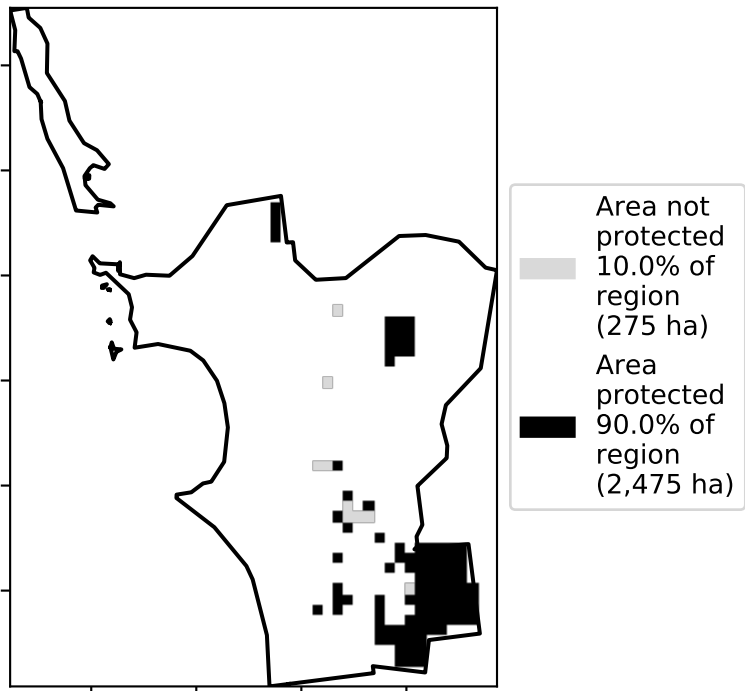 Area not
protected
10.0% of
region
(275 ha)
Area
protected
90.0% of
region
(2,475 ha)